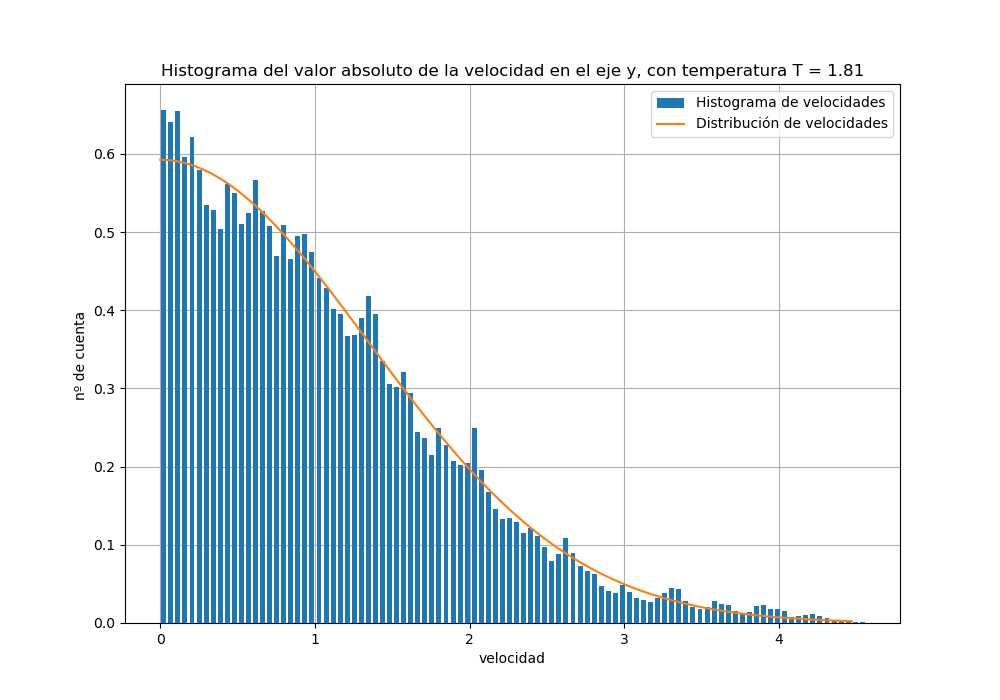 Histograma del valor absoluto de la velocidad en el eje y, con temperatura T = 1.81
Histograma de velocidades
Distribución de velocidades
nº de cuenta
0.6
0.5
0.4
0.3
0.2
0.1
0.0
0 1 2 3 4
velocidad